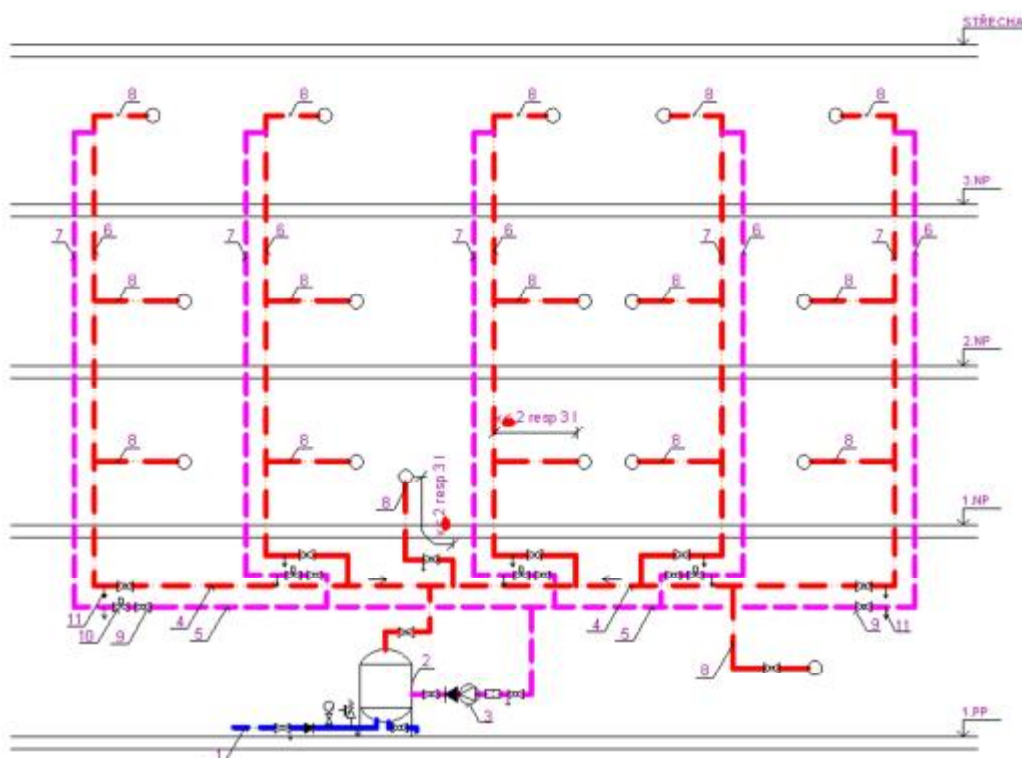 STŘECHA
8 8 8 8 8
3.NP
7 6 7 6 7 6 7 6 7 6
8 8 8 8 8
2.NP
2 resp 3 l
8 8 8 8 8
8
2 resp 3 l
1.NP
11 10 4 5 9 4 5 9 11
2 8
3
1.PP
1